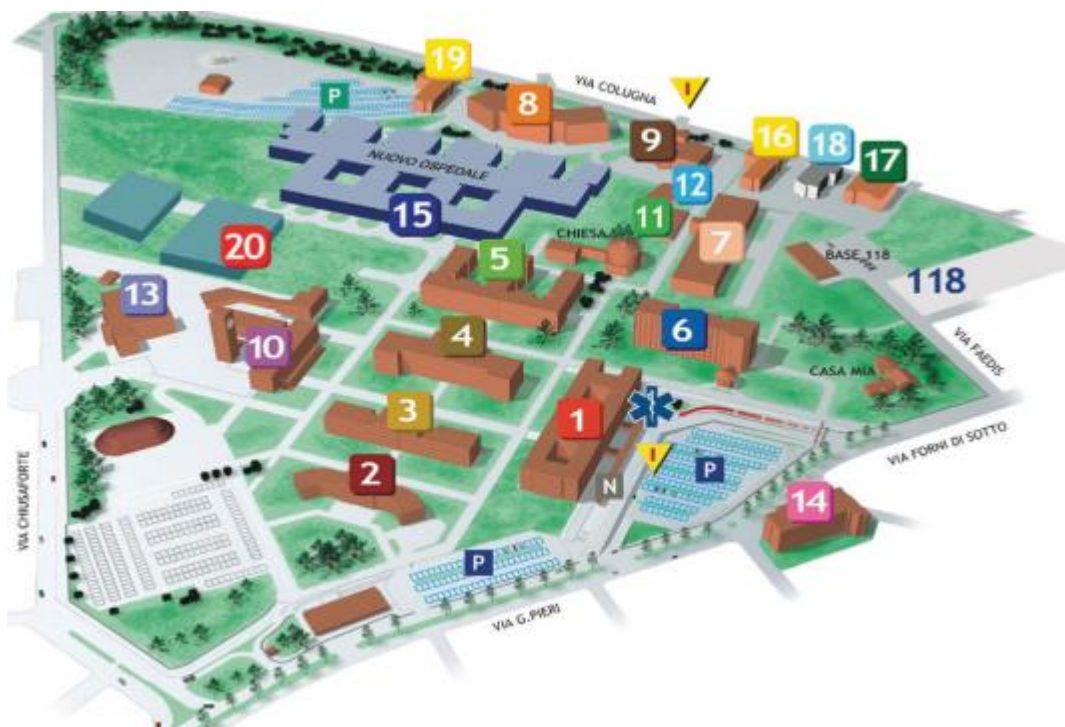 19
VIA COLUGNA
I
P
8
9
16
18
17
NUOVO OSPEDALE
12
15
11
CHIESA
7
5
BASE 118
20
118
13
6
4
10
VIA FAEDIS
CASA MIA
3
1
VIA FORNI DI SOTTO
I
P
2
N
14
VIA CHIUSAFORTE
P
VIA G.PIERI